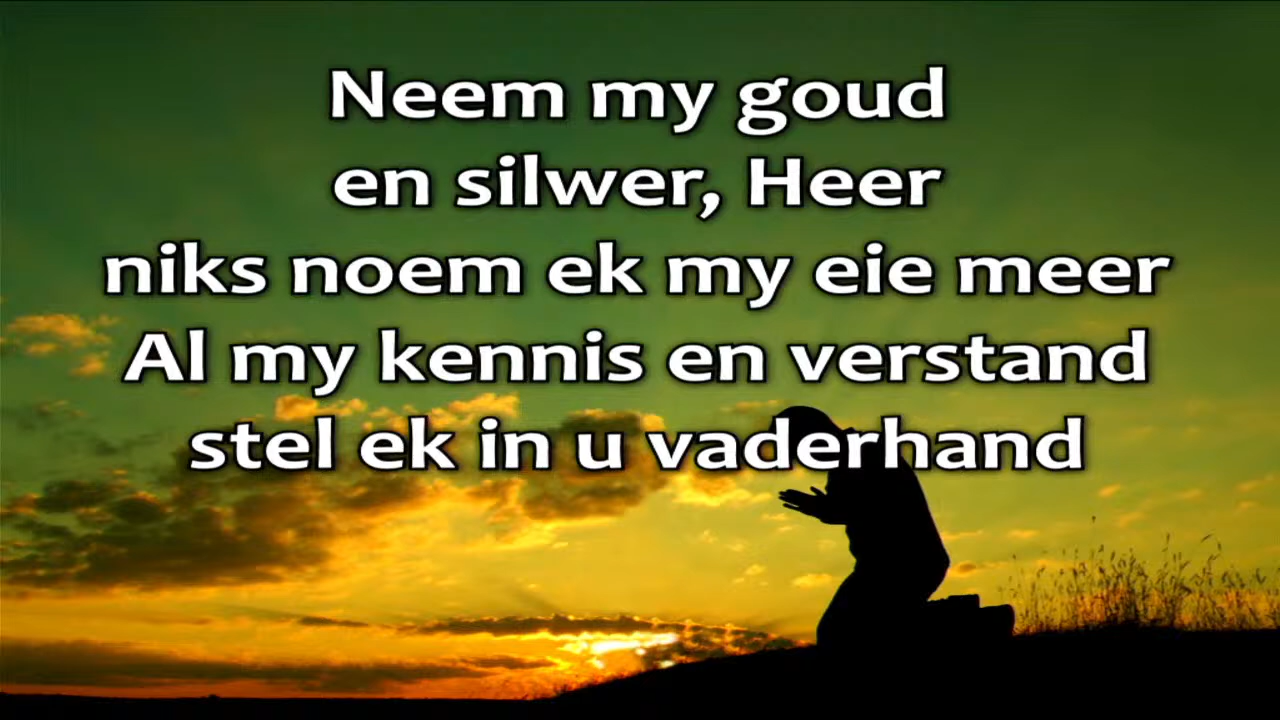 Neem my goud
en silwer, Heer
niks noem ek my eie meer
Al my kennis en verstand
stel ek in u vaderhand